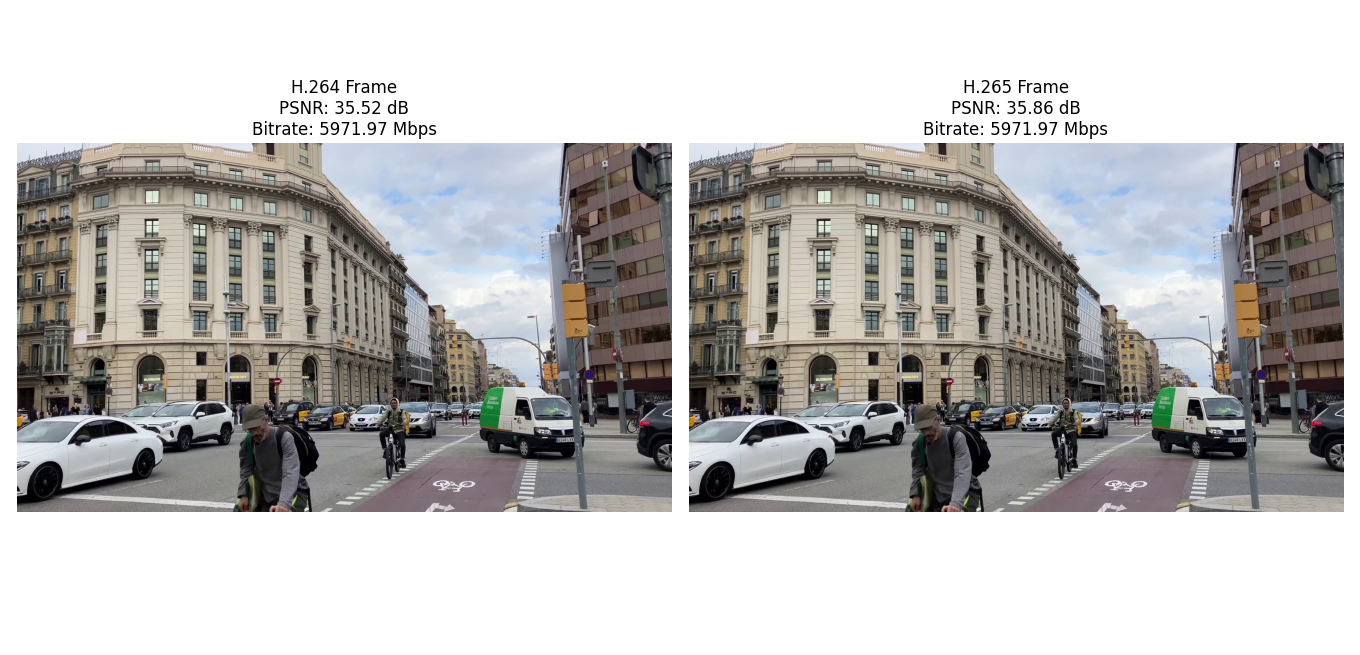 H.264 Frame
PSNR: 35.52 dB
Bitrate: 5971.97 Mbps
H.265 Frame
PSNR: 35.86 dB
Bitrate: 5971.97 Mbps